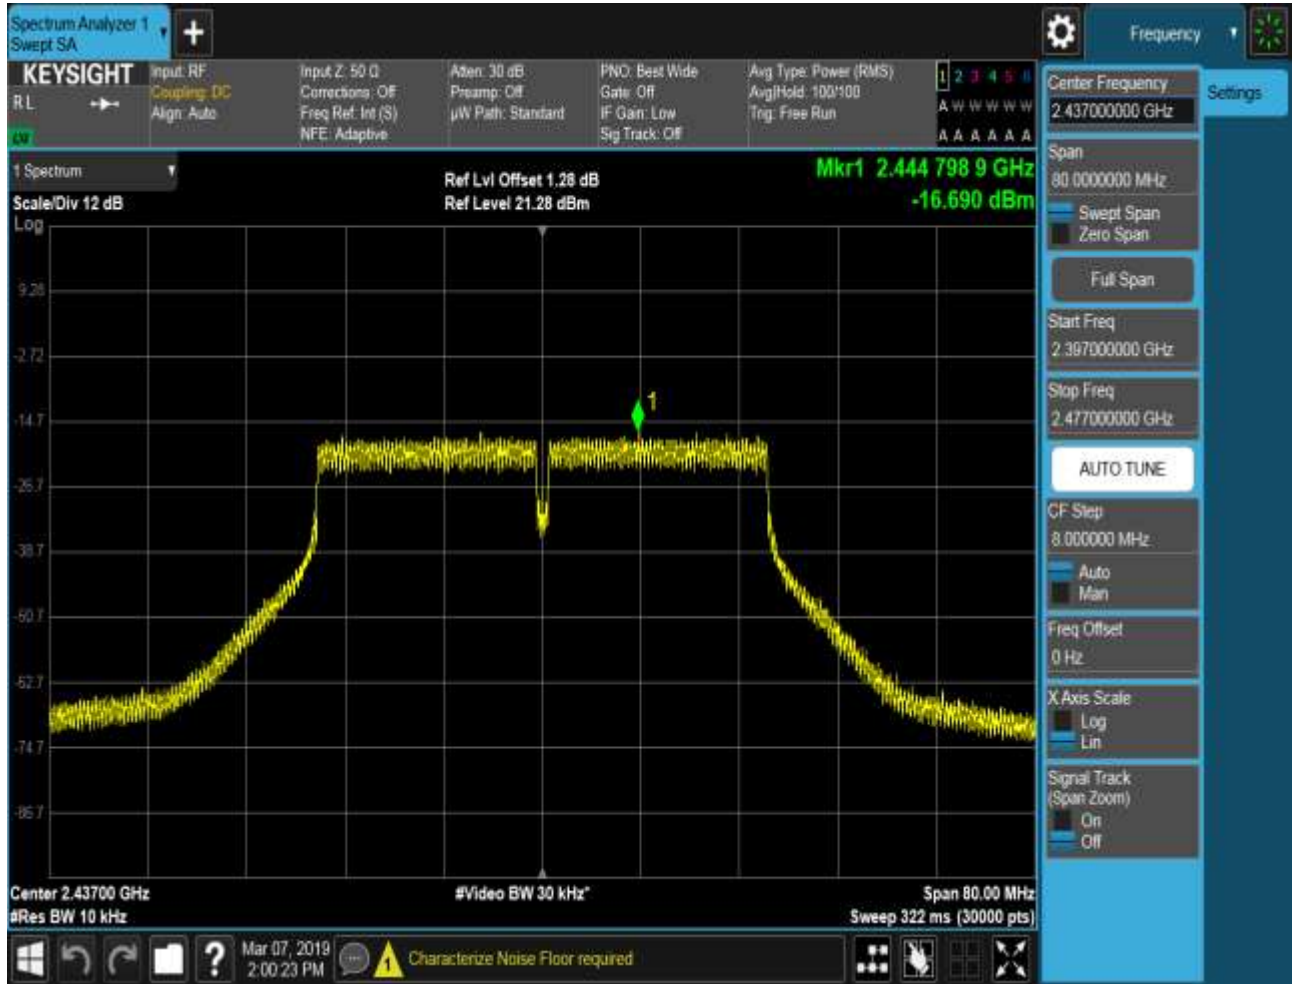 Spectrum Analyzer 1
Swept SA
+
Frequency
KEYSIGHT
RL
Input: RF
Coupling: DC
Align: Auto
Input Z: 50 Ω
Corrections: Off
Freq Ref: Int (S)
NFE: Adaptive
Atten: 30 dB
Preamp: Off
µW Path: Standard
PNO: Best Wide
Gate: Off
IF Gain: Low
Sig Track: Off
Avg Type: Power (RMS)
Avg|Hold: 100/100
Trig: Free Run
1 2 3 4 5 6
A W W W W W
A A A A A A
Center Frequency
2.437000000 GHz
Settings
Span
80.0000000 MHz
Swept Span
Zero Span
Full Span
Start Freq
2.397000000 GHz
Stop Freq
2.477000000 GHz
AUTO TUNE
CF Step
8.000000 MHz
Auto
Man
Freq Offset
0 Hz
X Axis Scale
Log
Lin
Signal Track
(Span Zoom)
On
Off
1 Spectrum
Scale/Div 12 dB
Log
Ref Lvl Offset 1.28 dB
Ref Level 21.28 dBm
Mkr1 2.444 798 9 GHz
-16.690 dBm
9.28
-2.72
-14.7
1
-26.7
-38.7
-50.7
-62.7
-74.7
-86.7
Center 2.43700 GHz
#Res BW 10 kHz
#Video BW 30 kHz*
Span 80.00 MHz
Sweep 322 ms (30000 pts)
?
Mar 07, 2019
2:00:23 PM
1
Characterize Noise Floor required